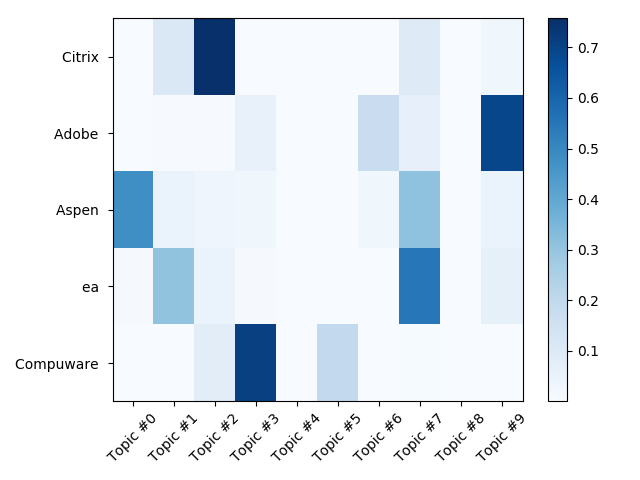 Citrix
Adobe
Aspen
ea
Compuware
Topic #0
Topic #1
Topic #2
Topic #3
Topic #4
Topic #5
Topic #6
Topic #7
Topic #8
Topic #9
0.7
0.6
0.5
0.4
0.3
0.2
0.1